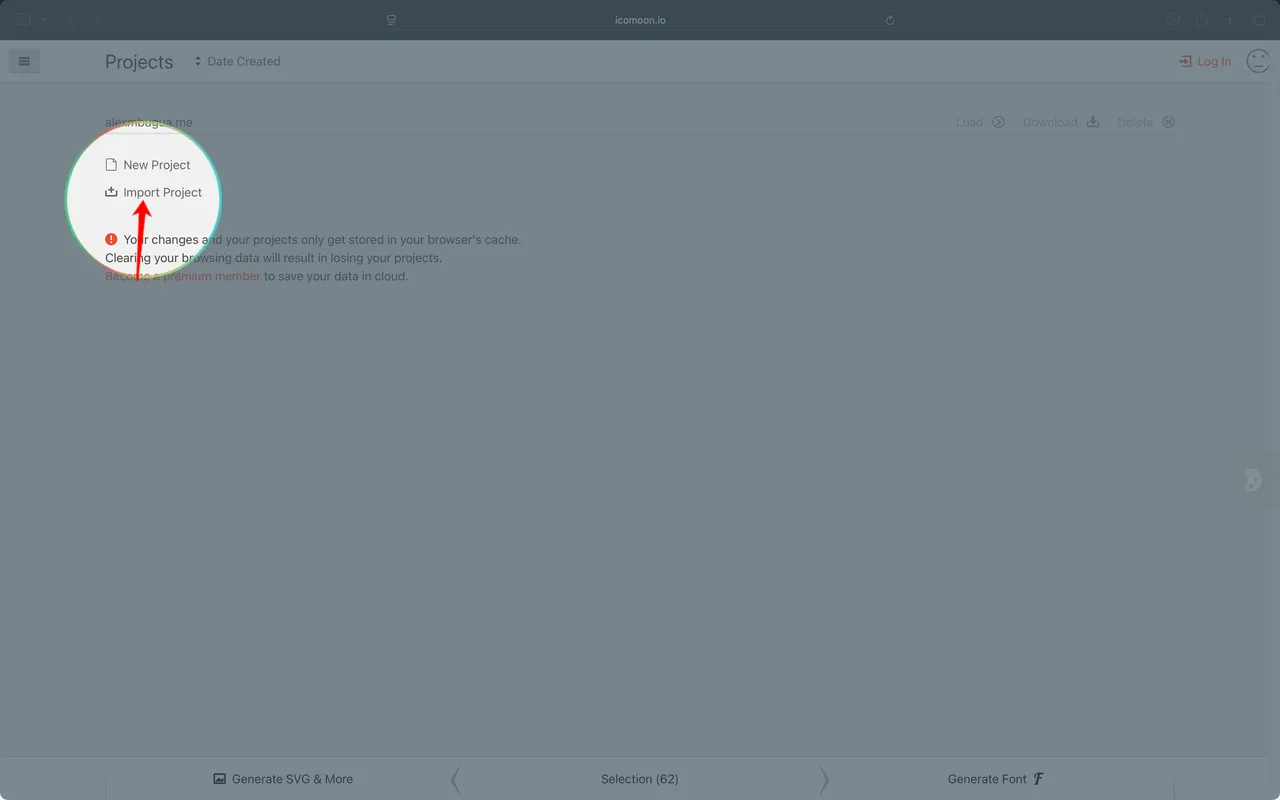 icomoon.io
Projects Date Created Log In
alexmbugua.me Load Download Delete
New Project
Import Project
Your changes and your projects only get stored in your browser's cache.
Clearing your browsing data will result in losing your projects.
Become a premium member to save your data in cloud.
Generate SVG & More Selection (62) Generate Font